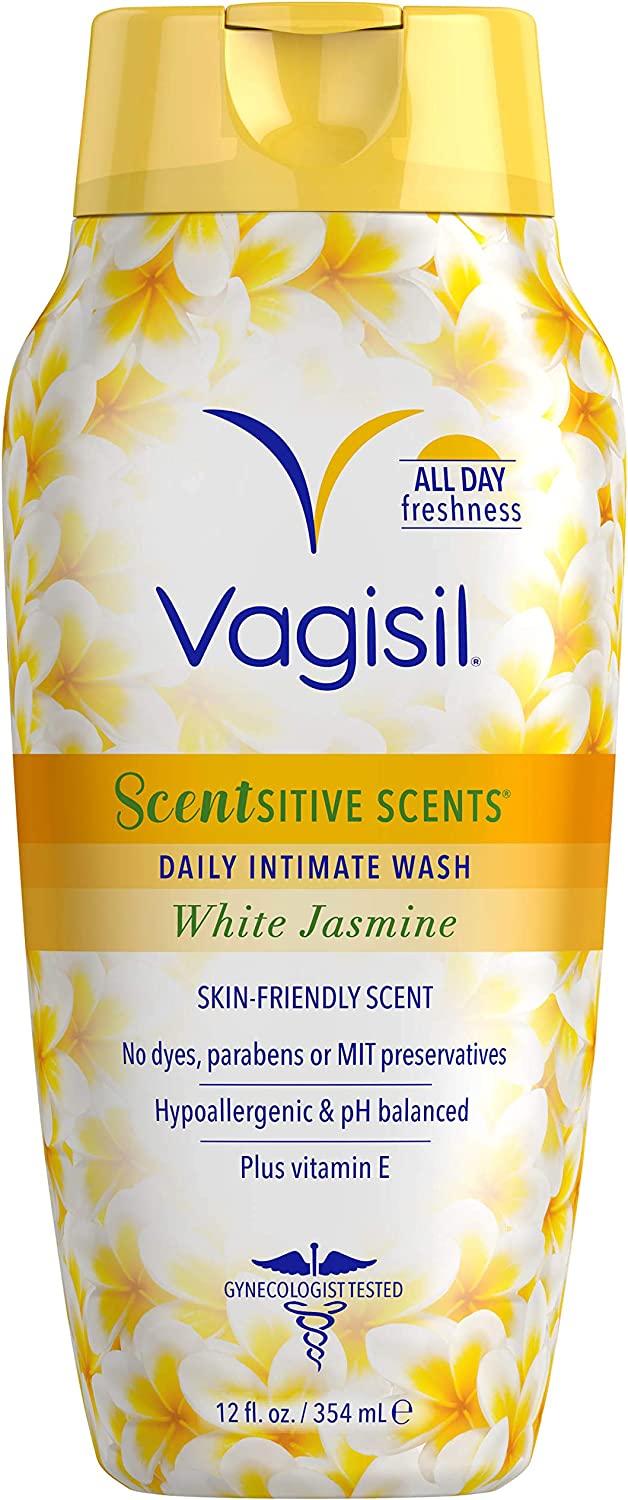 ALL DAY
freshness
Vagisil®
Scentsitive SCENTS®
DAILY INTIMATE WASH
White Jasmine
SKIN-FRIENDLY SCENT
No dyes, parabens or MIT preservatives
Hypoallergenic & pH balanced
Plus vitamin E
GYNECOLOGIST TESTED
12 fl. oz. / 354 mL ℮